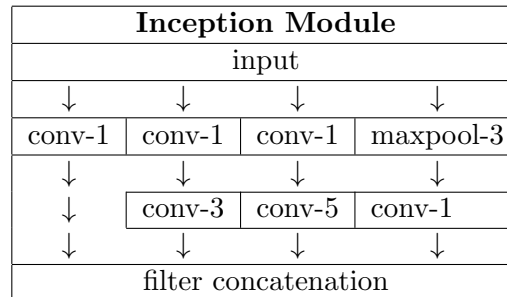 Inception Module
input
↓ ↓ ↓ ↓
conv-1 conv-1 conv-1 maxpool-3
↓ ↓ ↓ ↓
↓ conv-3 conv-5 conv-1
↓ ↓ ↓ ↓
filter concatenation